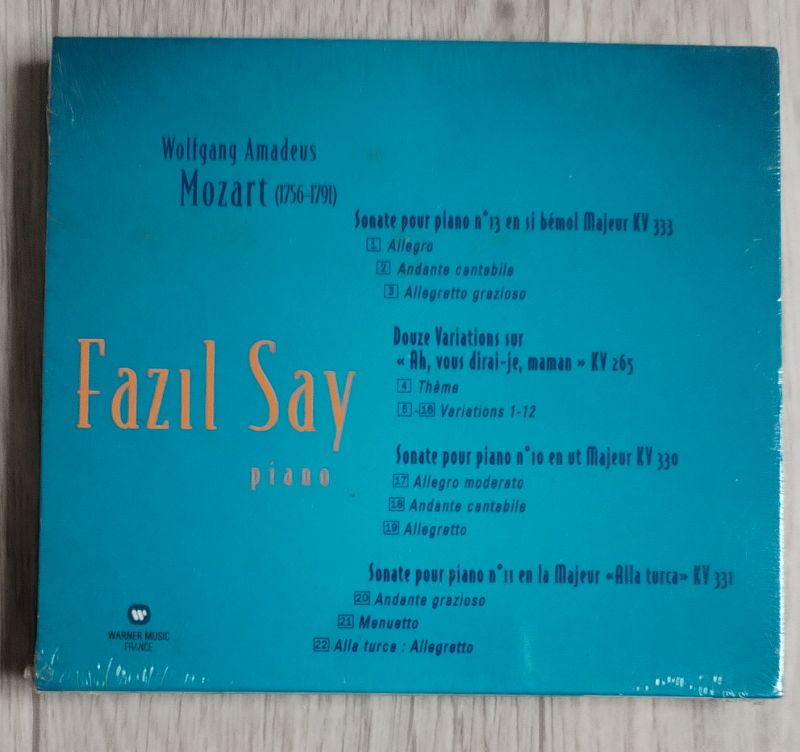 Wolfgang Amadeus
Mozart (1756-1791)
Sonate pour piano n°13 en si bémol Majeur KV 333
1 Allegro
2 Andante cantabile
3 Allegretto grazioso
Douze Variations sur
« Ah, vous dirai-je, maman » KV 265
4 Thème
5-16 Variations 1-12
Fazıl Say
piano
Sonate pour piano n°10 en ut Majeur KV 330
17 Allegro moderato
18 Andante cantabile
19 Allegretto
Sonate pour piano n°11 en la Majeur «Alla turca» KV 331
20 Andante grazioso
21 Menuetto
22 Alla turca : Allegretto
WARNER MUSIC
FRANCE